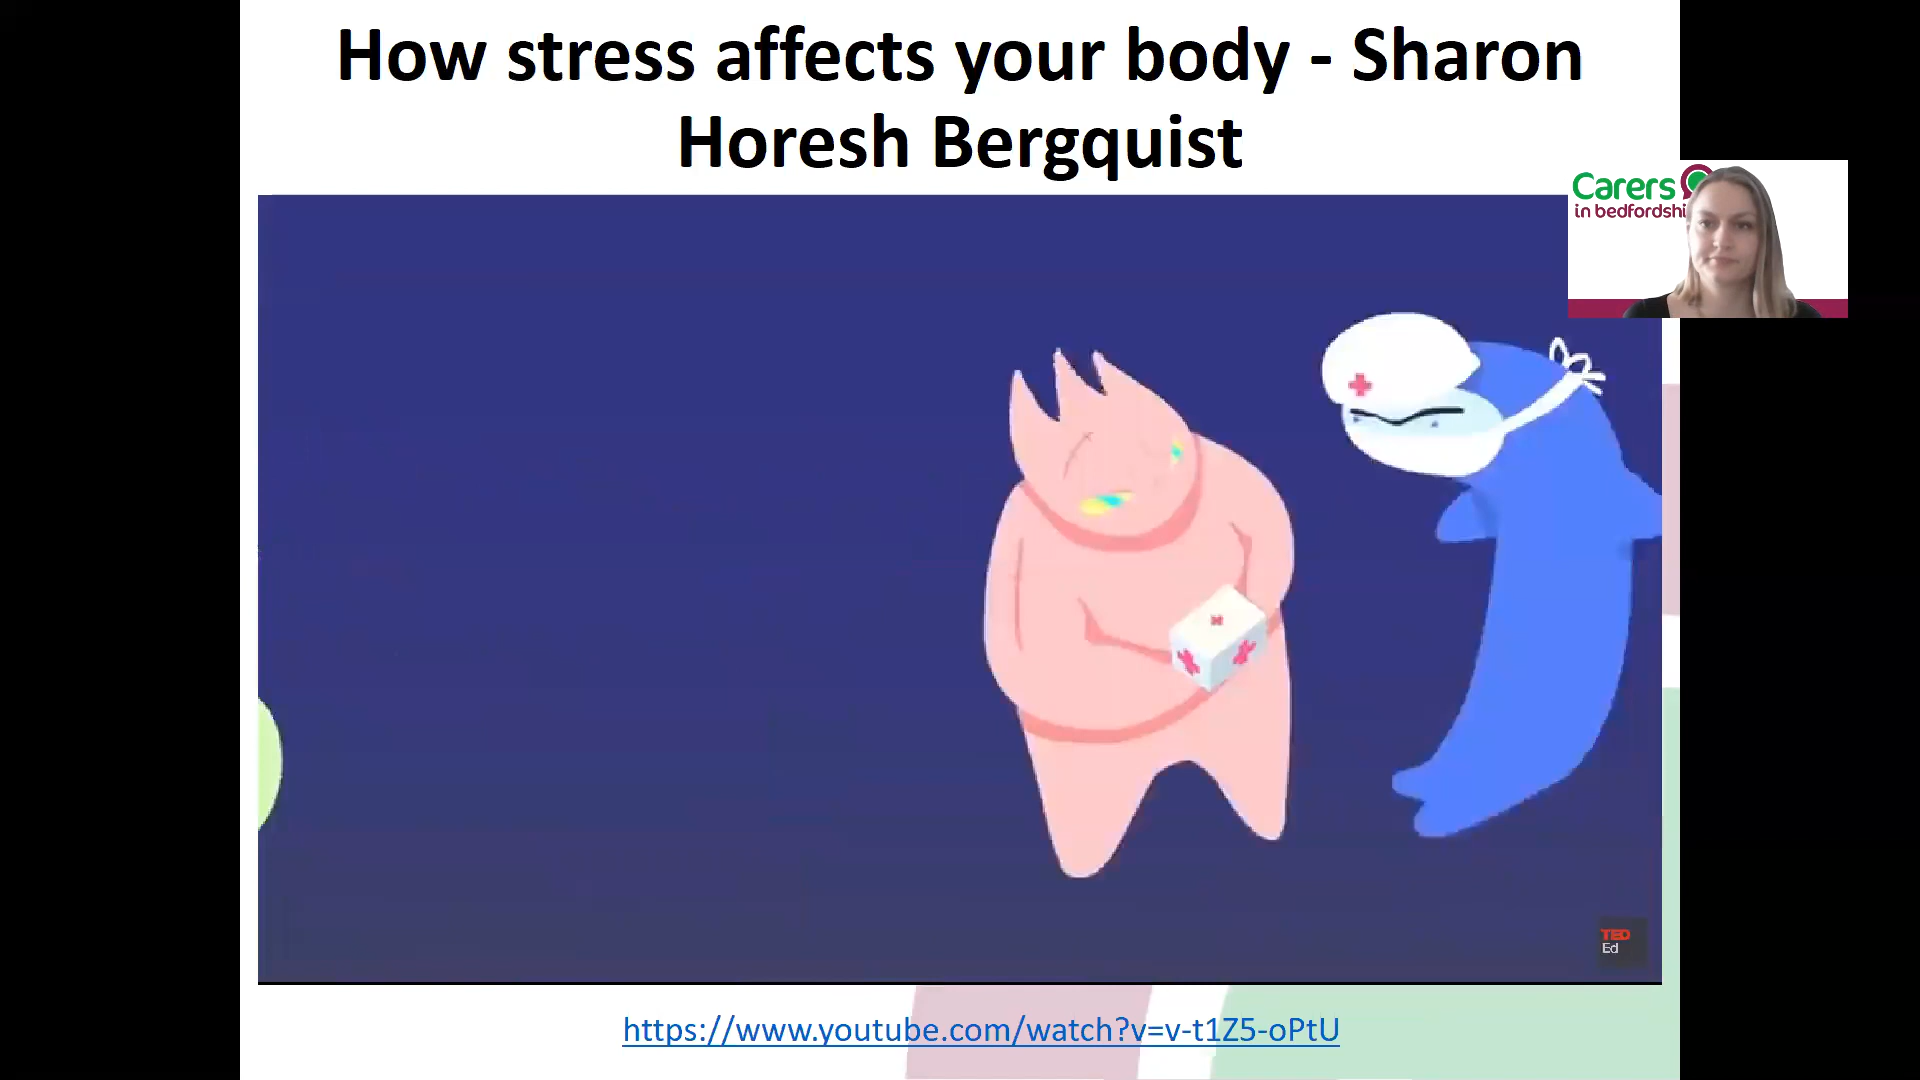 How stress affects your body - Sharon
Horesh Bergquist
Carers
in bedfordshi
TED
Ed
https://www.youtube.com/watch?v=v-t1Z5-oPtU